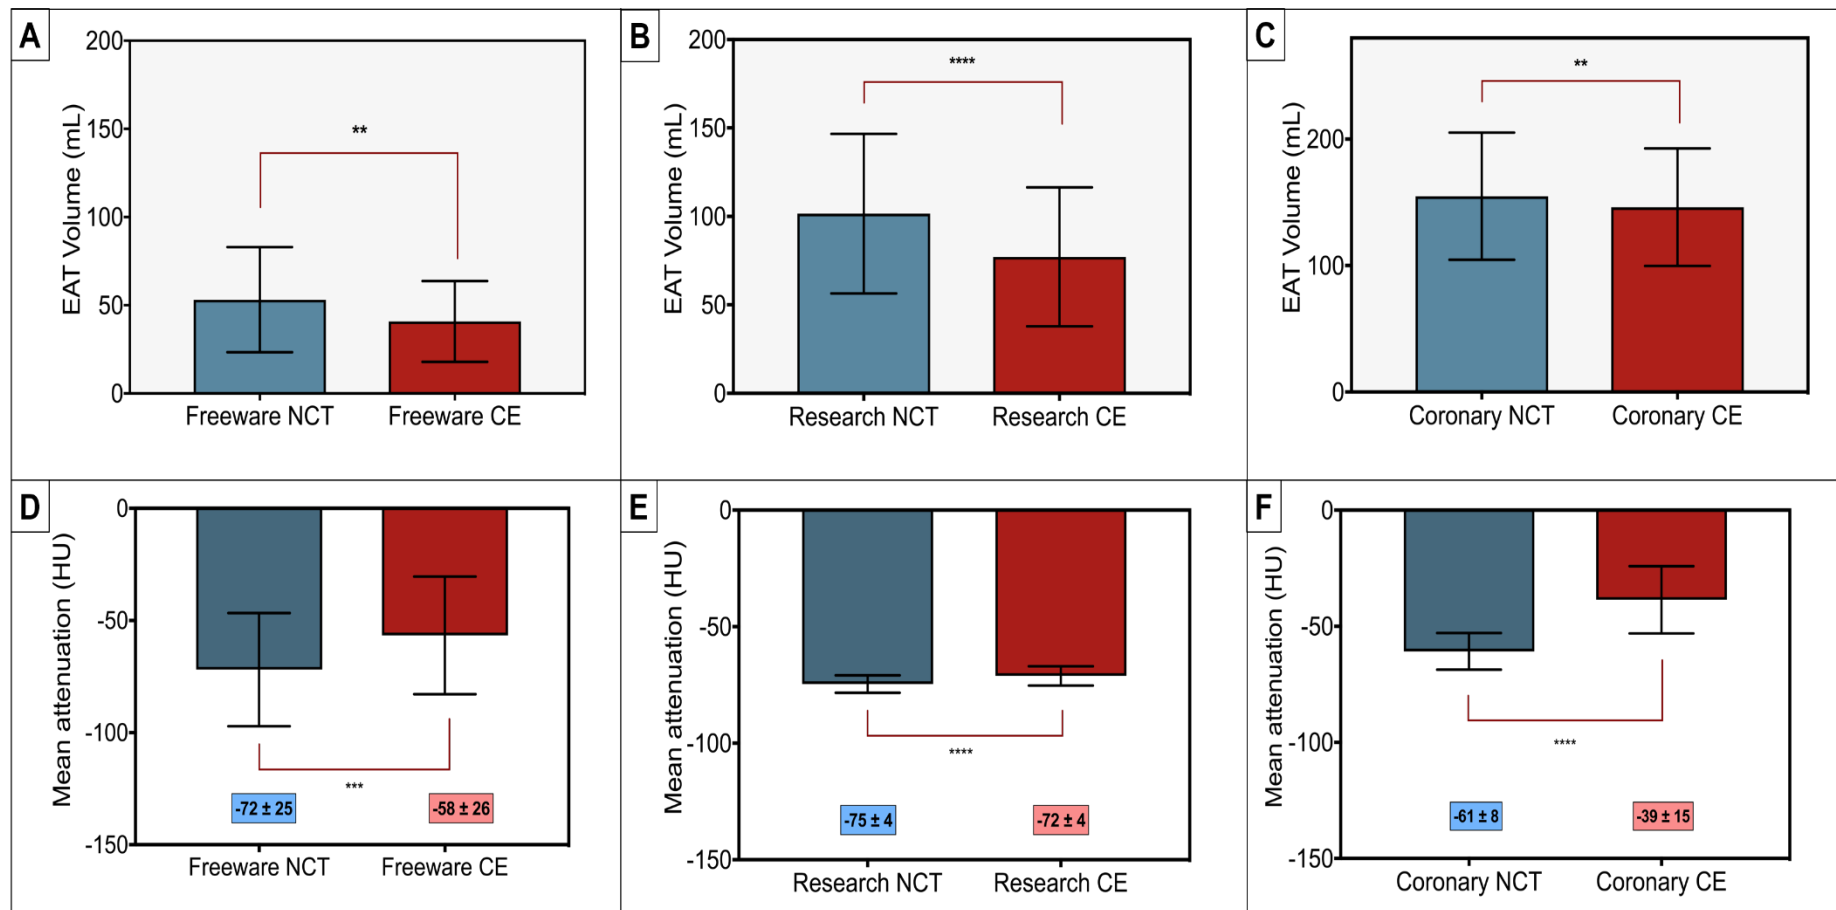 A
EAT Volume (mL)
200
150
100
50
0
**
Freeware NCT
Freeware CE
B
EAT Volume (mL)
200
150
100
50
0
****
Research NCT
Research CE
C
EAT Volume (mL)
200
100
0
**
Coronary NCT
Coronary CE
D
Mean attenuation (HU)
0
-50
-100
-150
***
-72 ± 25
-58 ± 26
Freeware NCT
Freeware CE
E
Mean attenuation (HU)
0
-50
-100
-150
****
-75 ± 4
-72 ± 4
Research NCT
Research CE
F
Mean attenuation (HU)
0
-50
-100
-150
****
-61 ± 8
-39 ± 15
Coronary NCT
Coronary CE